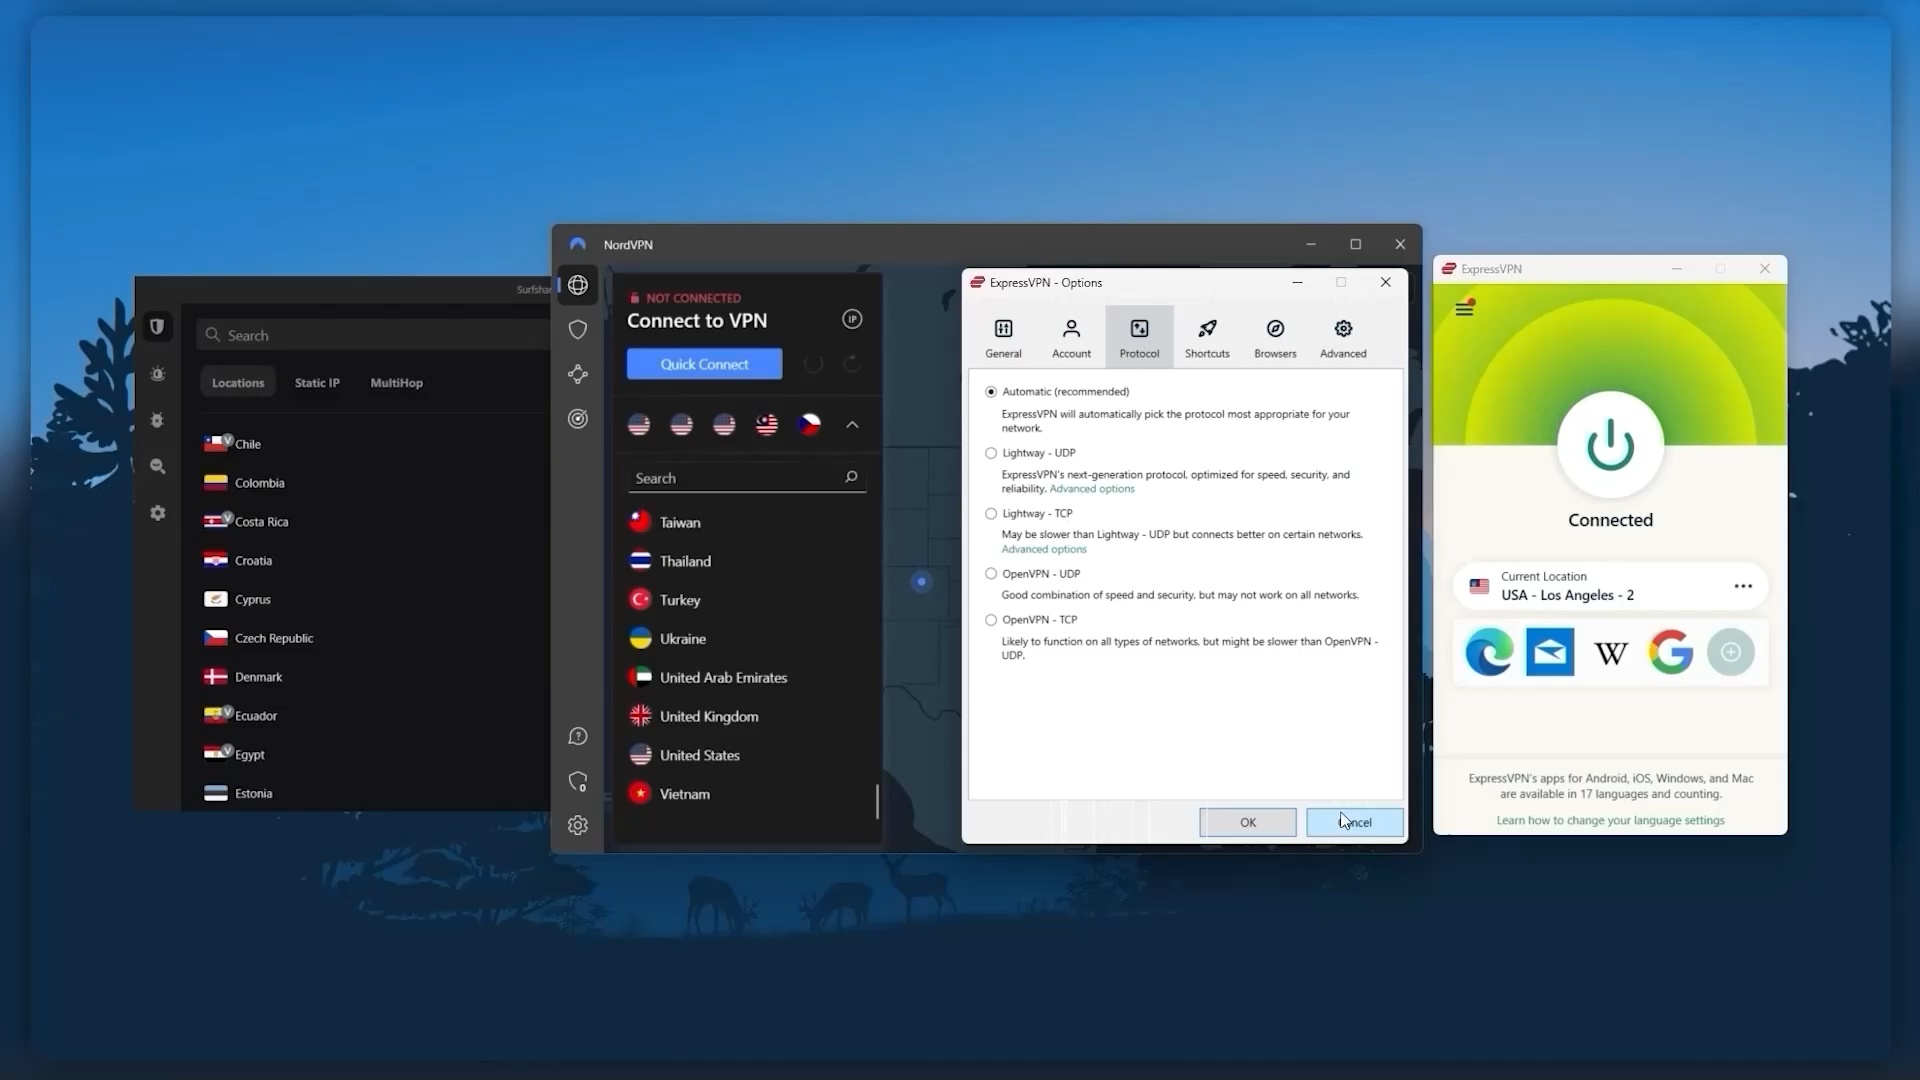 Surfsha
Search
Locations
Static IP
MultiHop
V
Chile
Colombia
V
Costa Rica
Croatia
Cyprus
Czech Republic
Denmark
V
Ecuador
V
Egypt
Estonia
NordVPN
NOT CONNECTED
Connect to VPN
IP
Quick Connect
Search
Taiwan
Thailand
Turkey
Ukraine
United Arab Emirates
United Kingdom
United States
Vietnam
ExpressVPN - Options
General
Account
Protocol
Shortcuts
Browsers
Advanced
Automatic (recommended)
ExpressVPN will automatically pick the protocol most appropriate for your
network.
Lightway - UDP
ExpressVPN's next-generation protocol, optimized for speed, security, and
reliability. Advanced options
Lightway - TCP
May be slower than Lightway - UDP but connects better on certain networks.
Advanced options
OpenVPN - UDP
Good combination of speed and security, but may not work on all networks.
OpenVPN - TCP
Likely to function on all types of networks, but might be slower than OpenVPN -
UDP.
OK
Cancel
ExpressVPN
Connected
Current Location
USA - Los Angeles - 2
W
ExpressVPN's apps for Android, iOS, Windows, and Mac
are available in 17 languages and counting.
Learn how to change your language settings